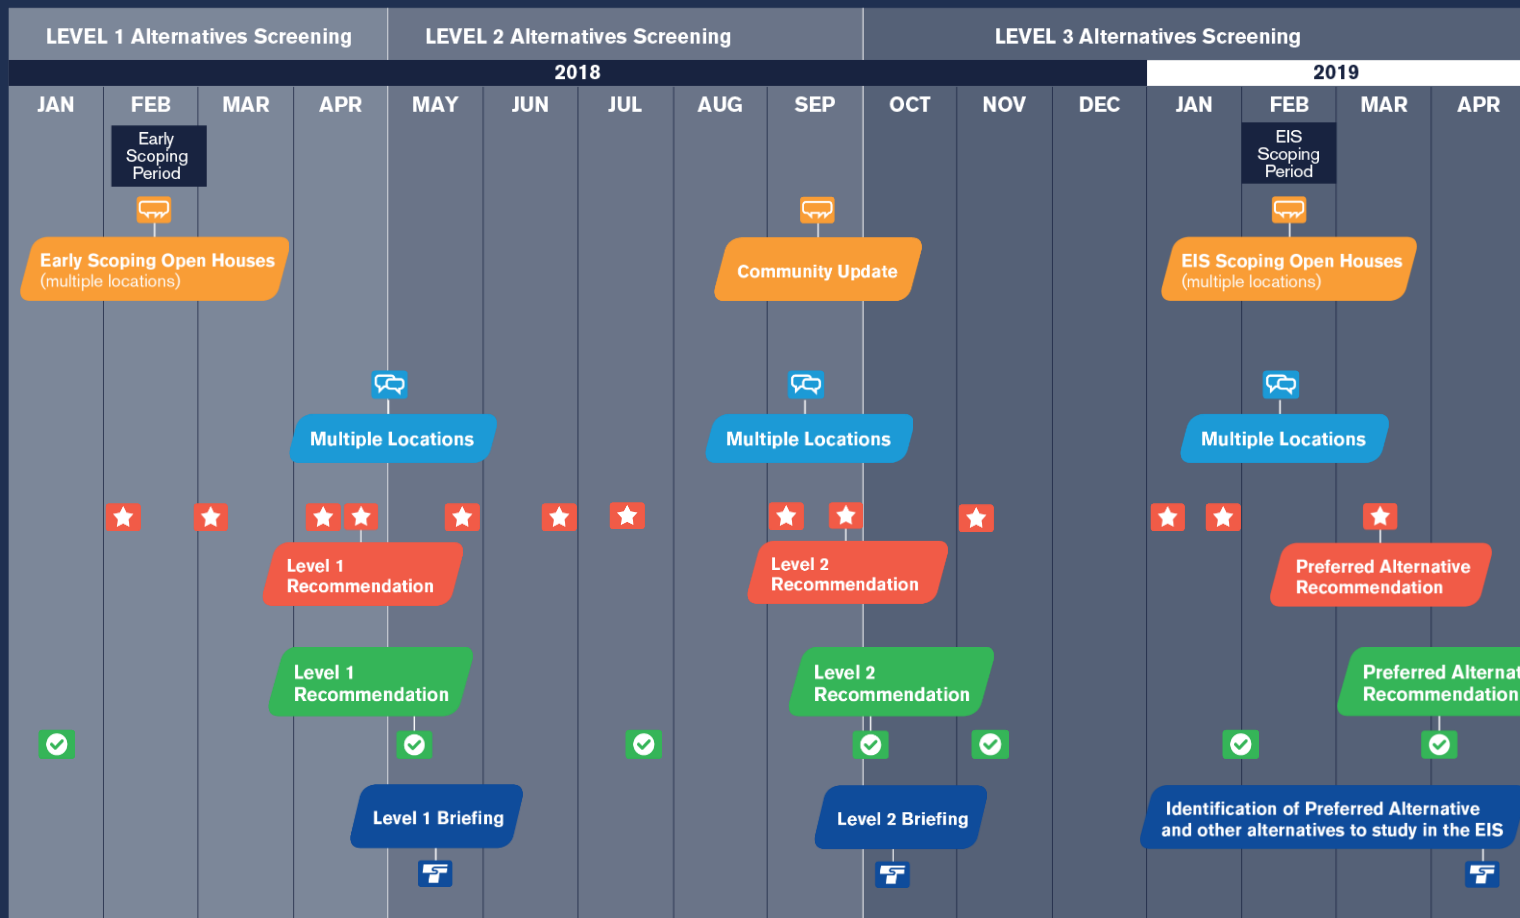 LEVEL 1 Alternatives Screening
LEVEL 2 Alternatives Screening
LEVEL 3 Alternatives Screening
2018
2019
JAN
FEB
MAR
APR
MAY
JUN
JUL
AUG
SEP
OCT
NOV
DEC
JAN
FEB
MAR
APR
Early
Scoping
Period
EIS
Scoping
Period
Early Scoping Open Houses
(multiple locations)
Community Update
EIS Scoping Open Houses
(multiple locations)
Multiple Locations
Multiple Locations
Multiple Locations
Level 1
Recommendation
Level 2
Recommendation
Preferred Alternative
Recommendation
Level 1
Recommendation
Level 2
Recommendation
Preferred Alternat
Recommendation
Level 1 Briefing
Level 2 Briefing
Identification of Preferred Alternative
and other alternatives to study in the EIS